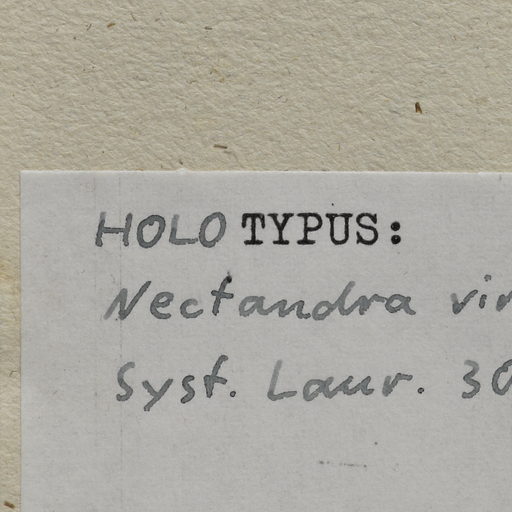 HOLO TYPUS:
Nectandra
Syst. Laur.